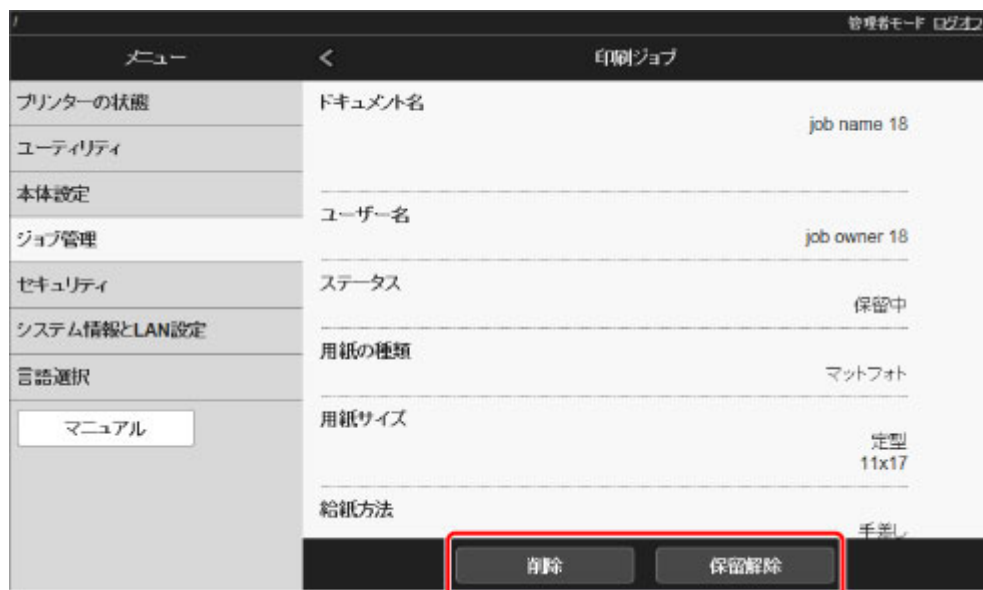 管理者モード ログオフ
メニュー
< 印刷ジョブ
プリンターの状態
ユーティリティ
本体設定
ジョブ管理
セキュリティ
システム情報とLAN設定
言語選択
マニュアル
ドキュメント名
job name 18
ユーザー名
job owner 18
ステータス
保留中
用紙の種類
マットフォト
用紙サイズ
定型
11x17
給紙方法
手差し
削除
保留解除